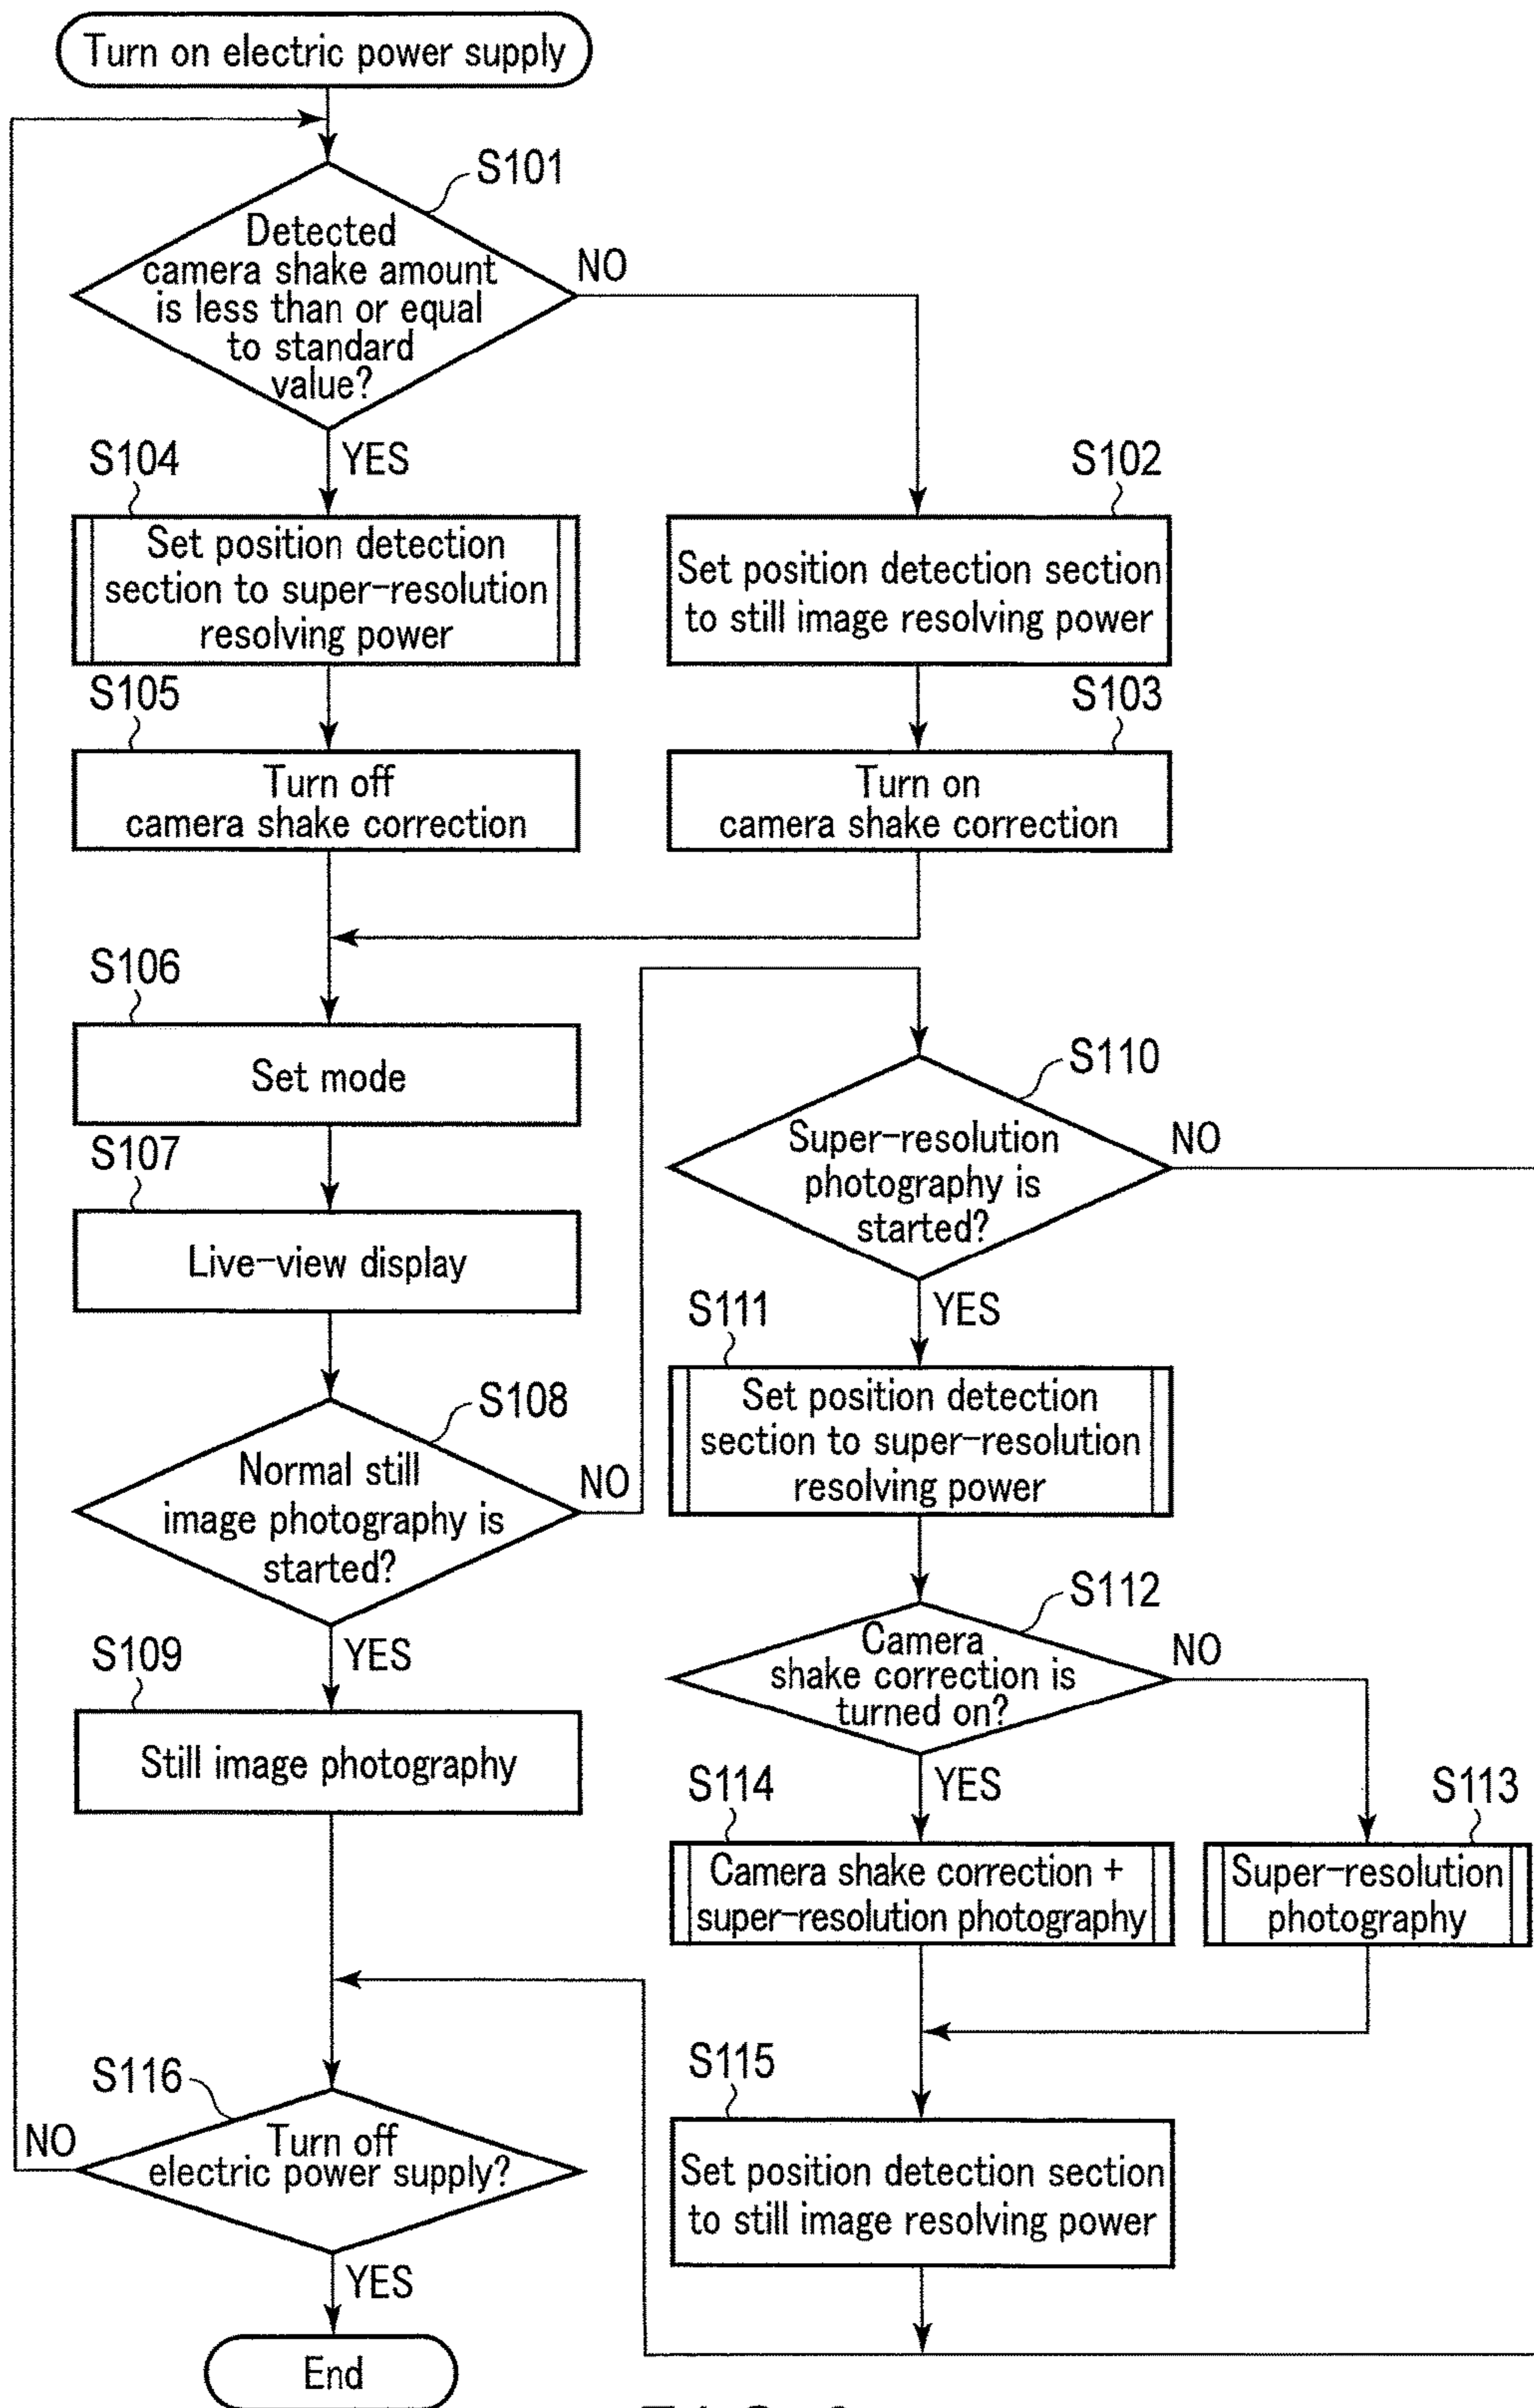 Turn on electric power supply
S101
Detected
camera shake amount
is less than or equal
to standard
value?
NO
YES
S104
Set position detection
section to super-resolution
resolving power
S102
Set position detection section
to still image resolving power
S105
Turn off
camera shake correction
S103
Turn on
camera shake correction
S106
Set mode
S107
Live-view display
S108
Normal still
image photography is
started?
NO
YES
S109
Still image photography
S110
Super-resolution
photography is
started?
NO
YES
S111
Set position detection
section to super-resolution
resolving power
S112
Camera
shake correction is
turned on?
NO
YES
S114
Camera shake correction +
super-resolution photography
S113
Super-resolution
photography
S115
Set position detection section
to still image resolving power
S116
Turn off
electric power supply?
NO
YES
End